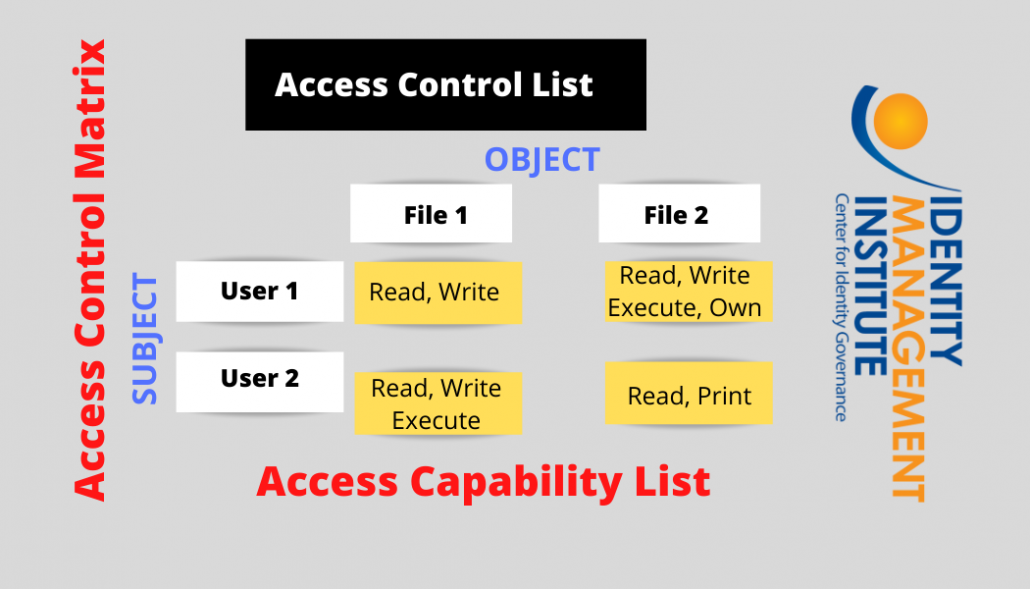 Access Control Matrix
Access Control List
OBJECT
SUBJECT
File 1
File 2
User 1
Read, Write
Read, Write
Execute, Own
User 2
Read, Write
Execute
Read, Print
Access Capability List
IDENTITY
MANAGEMENT
INSTITUTE
Center for Identity Governance